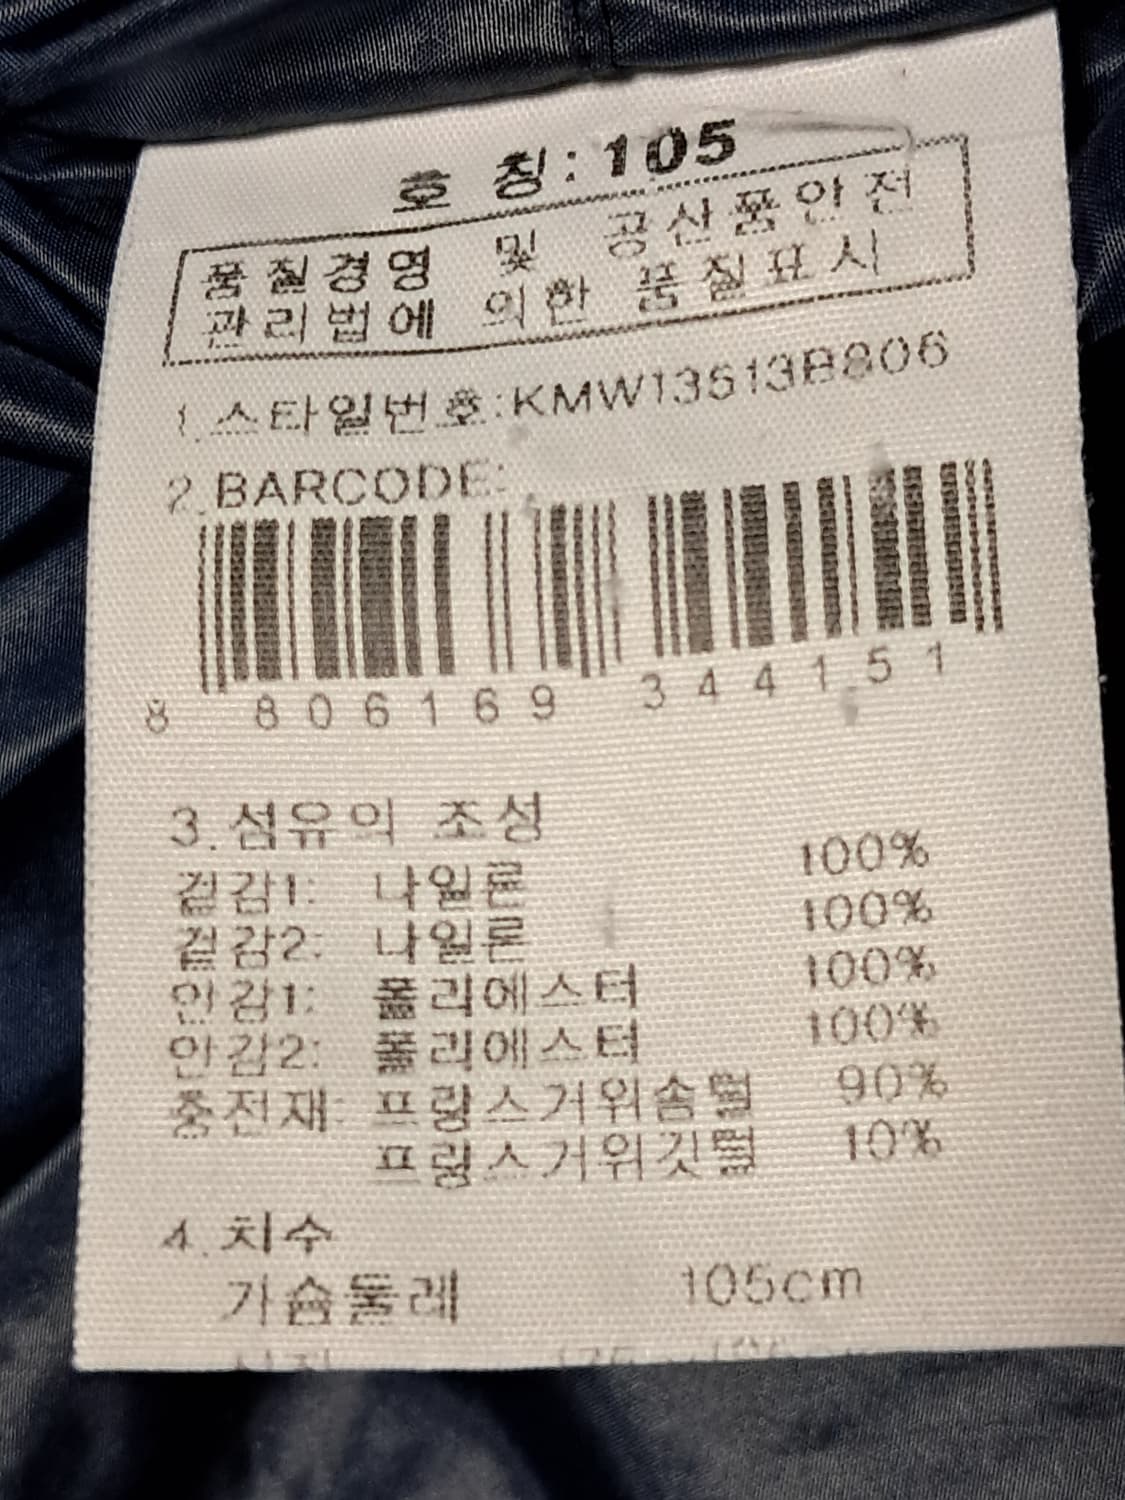 호 칭:105
품질경영 및 공산품안전
관리법에 의한 품질표시
1.스타일번호:KMW13613B806
2.BARCODE:
8 806169 344151
3.섬유의 조성
겉감1: 나일론 100%
겉감2: 나일론 100%
안감1: 폴리에스터 100%
안감2: 폴리에스터 100%
충전재: 프랑스거위솜털 90%
프랑스거위깃털 10%
4.치수
가슴둘레 105cm